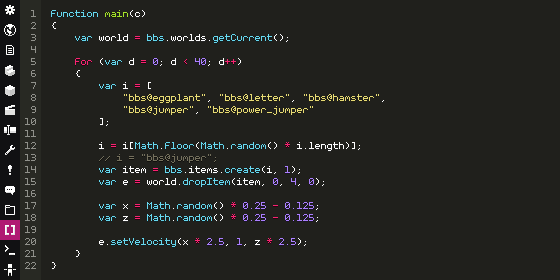 1 Function main(c)
2 {
3 var world = bbs.worlds.getCurrent();
4
5 For (var d = 0; d < 40; d++)
6 {
7 var i = [
8 "bbs@eggplant", "bbs@letter", "bbs@hamster",
9 "bbs@jumper", "bbs@power_jumper"
10 ];
11
12 i = i[Math.floor(Math.random() * i.length)];
13 // i = "bbs@jumper";
14 var item = bbs.items.create(i, 1);
15 var e = world.dropItem(item, 0, 4, 0);
16
17 var x = Math.random() * 0.25 - 0.125;
18 var z = Math.random() * 0.25 - 0.125;
19
20 e.setVelocity(x * 2.5, 1, z * 2.5);
21 }
22 }